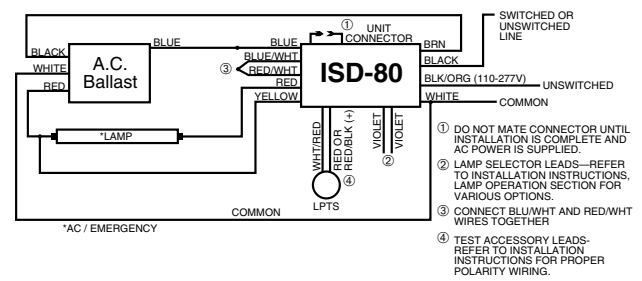 ①
UNIT
CONNECTOR
SWITCHED OR
UNSWITCHED
LINE
BLACK
WHITE
RED
A.C.
Ballast
BLUE
BLUE
BLUE/WHT
③
RED/WHT
RED
YELLOW
ISD-80
BRN
BLACK
BLK/ORG (110-277V)
UNSWITCHED
WHITE
COMMON
*LAMP
WHT/RED
RED OR
RED/BLK (+)
④
LPTS
VIOLET
VIOLET
②
COMMON
*AC / EMERGENCY
① DO NOT MATE CONNECTOR UNTIL
INSTALLATION IS COMPLETE AND
AC POWER IS SUPPLIED.
② LAMP SELECTOR LEADS—REFER
TO INSTALLATION INSTRUCTIONS,
LAMP OPERATION SECTION FOR
VARIOUS OPTIONS.
③ CONNECT BLU/WHT AND RED/WHT
WIRES TOGETHER
④ TEST ACCESSORY LEADS-
REFER TO INSTALLATION
INSTRUCTIONS FOR PROPER
POLARITY WIRING.